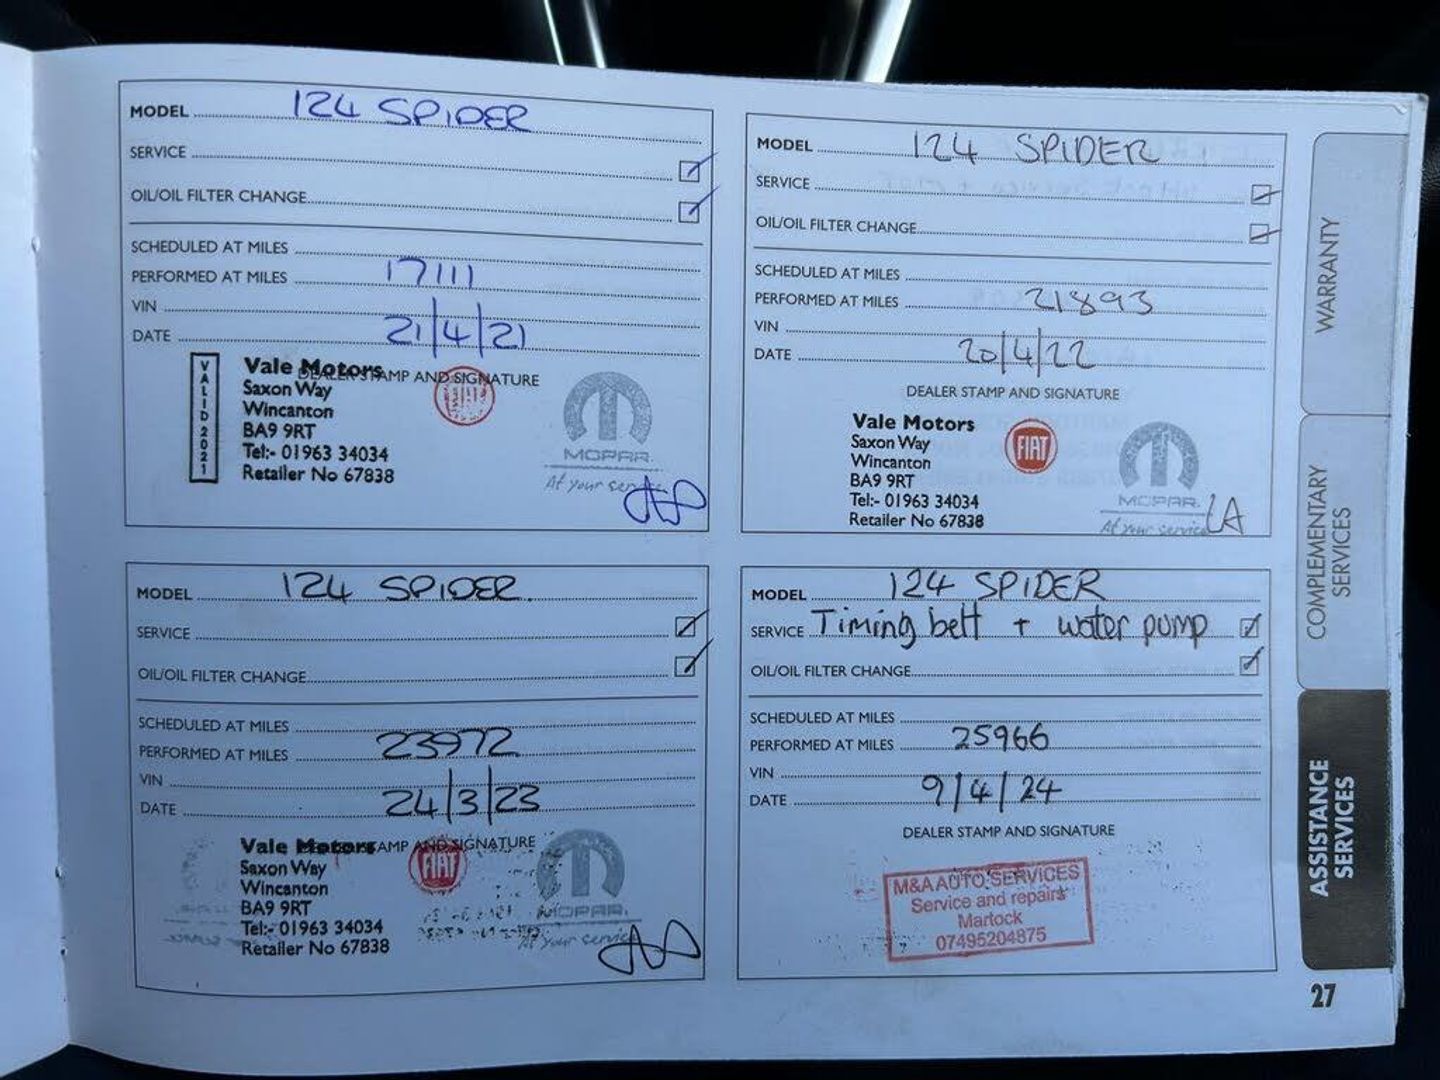 MODEL 124 SPIDER
SERVICE
OIL/OIL FILTER CHANGE
SCHEDULED AT MILES
PERFORMED AT MILES 17111
VIN
DATE 21/4/21
DEALER STAMP AND SIGNATURE
VALID 2021
Vale Motors
Saxon Way
Wincanton
BA9 9RT
Tel:- 01963 34034
Retailer No 67838
FIAT
MOPAR.
At your service
MODEL 124 SPIDER
SERVICE
OIL/OIL FILTER CHANGE
SCHEDULED AT MILES
PERFORMED AT MILES 21893
VIN
DATE 20/4/22
DEALER STAMP AND SIGNATURE
Vale Motors
Saxon Way
Wincanton
BA9 9RT
Tel:- 01963 34034
Retailer No 67838
FIAT
MOPAR.
At your service
LA
MODEL 124 SPIDER.
SERVICE
OIL/OIL FILTER CHANGE
SCHEDULED AT MILES
PERFORMED AT MILES 23972
VIN
DATE 24/3/23
DEALER STAMP AND SIGNATURE
Vale Motors
Saxon Way
Wincanton
BA9 9RT
Tel:- 01963 34034
Retailer No 67838
FIAT
MOPAR.
At your service
MODEL 124 SPIDER
SERVICE Timing belt + water pump
OIL/OIL FILTER CHANGE
SCHEDULED AT MILES
PERFORMED AT MILES 25966
VIN
DATE 9/4/24
DEALER STAMP AND SIGNATURE
M&A AUTO SERVICES
Service and repairs
Martock
07495204875
WARRANTY
COMPLEMENTARY
SERVICES
ASSISTANCE
SERVICES
27